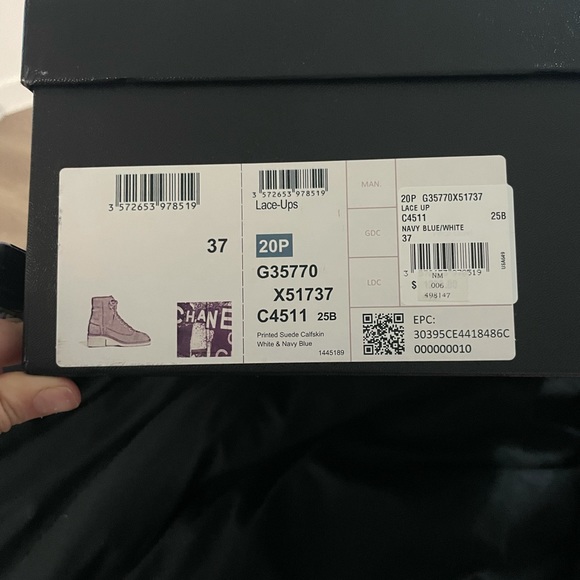 3 572653 978519
37
CHANE
3 572653 978519
Lace-Ups
20P
G35770
X51737
C4511 25B
Printed Suede Calfskin
White & Navy Blue
1445189
MAN.
GDC
LDC
20P G35770X51737
LACE UP
C4511 25B
NAVY BLUE/WHITE
37
NM
$
006
498147
EPC:
30395CE4418486C
000000010